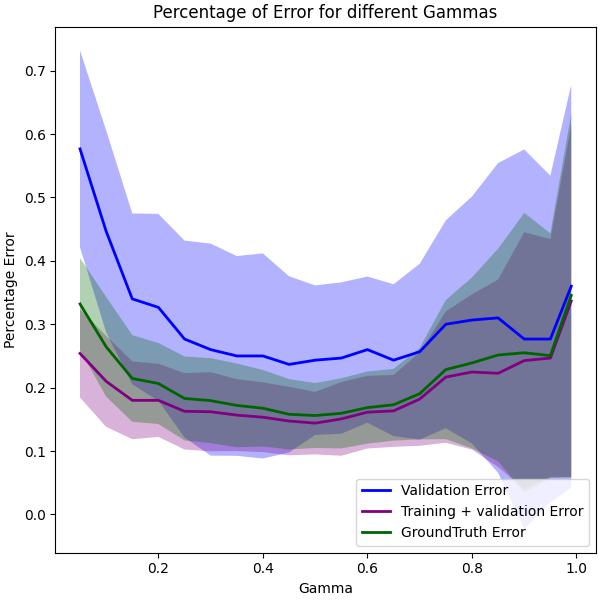 Percentage of Error for different Gammas
0.7
0.6
0.5
0.4
0.3
0.2
0.1
0.0
Percentage Error
0.2
0.4
0.6
0.8
1.0
Gamma
Validation Error
Training + validation Error
GroundTruth Error